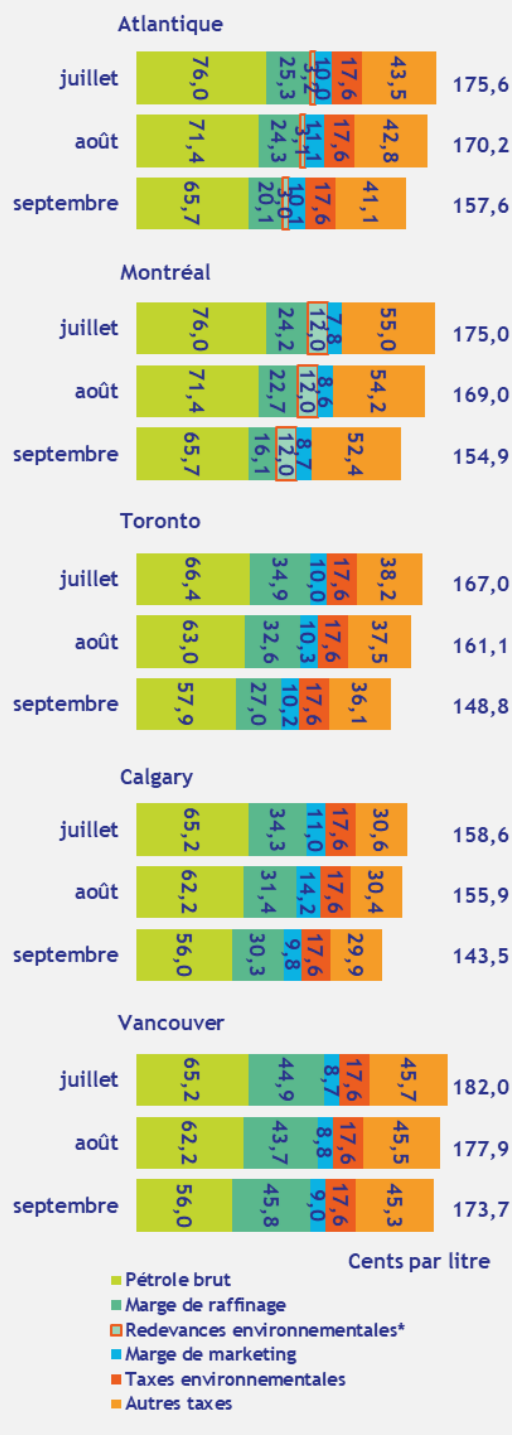 Atlantique
juillet 76,0 25,3 3,2 10,0 17,6 43,5 175,6
août 71,4 24,3 3,1 11,1 17,6 42,8 170,2
septembre 65,7 20,1 3,0 10,1 17,6 41,1 157,6
Montréal
juillet 76,0 24,2 12,0 7,8 55,0 175,0
août 71,4 22,7 12,0 8,6 54,2 169,0
septembre 65,7 16,1 12,0 8,7 52,4 154,9
Toronto
juillet 66,4 34,9 10,0 17,6 38,2 167,0
août 63,0 32,6 10,3 17,6 37,5 161,1
septembre 57,9 27,0 10,2 17,6 36,1 148,8
Calgary
juillet 65,2 34,3 11,0 17,6 30,6 158,6
août 62,2 31,4 14,2 17,6 30,4 155,9
septembre 56,0 30,3 9,8 17,6 29,9 143,5
Vancouver
juillet 65,2 44,9 8,7 17,6 45,7 182,0
août 62,2 43,7 8,8 17,6 45,5 177,9
septembre 56,0 45,8 9,0 17,6 45,3 173,7
Cents par litre
Pétrole brut
Marge de raffinage
Redevances environnementales*
Marge de marketing
Taxes environnementales
Autres taxes